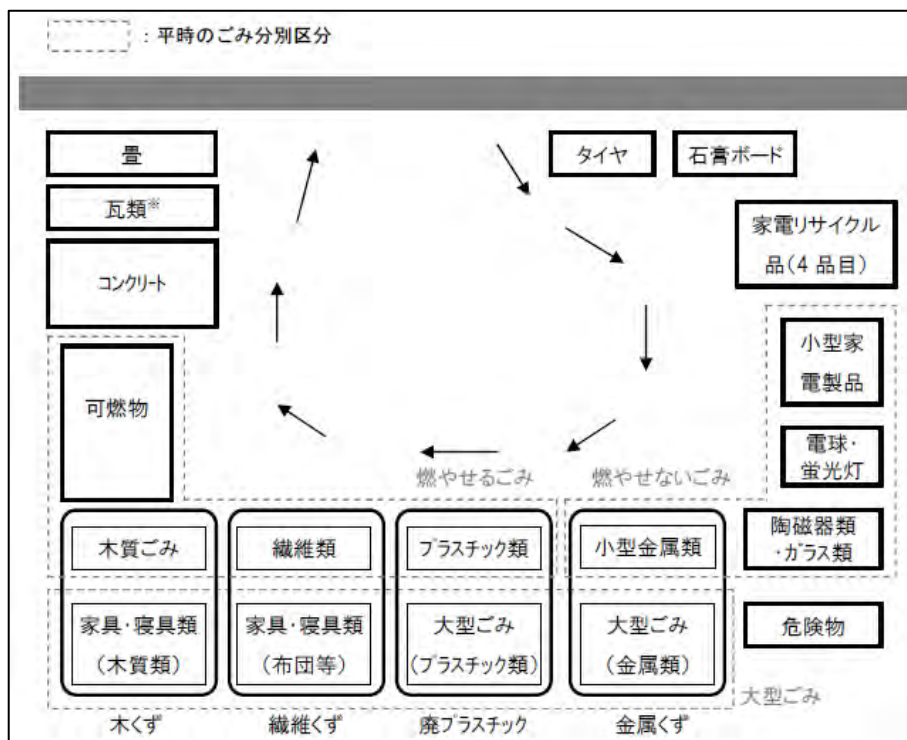 ：平時のごみ分別区分
畳
タイヤ
石膏ボード
瓦類※
家電リサイクル
品（4 品目）
コンクリート
小型家
電製品
可燃物
電球・
蛍光灯
燃やせるごみ
燃やせないごみ
木質ごみ
繊維類
プラスチック類
小型金属類
陶磁器類
・ガラス類
家具・寝具類
（木質類）
家具・寝具類
（布団等）
大型ごみ
（プラスチック類）
大型ごみ
（金属類）
危険物
大型ごみ
木くず
繊維くず
廃プラスチック
金属くず